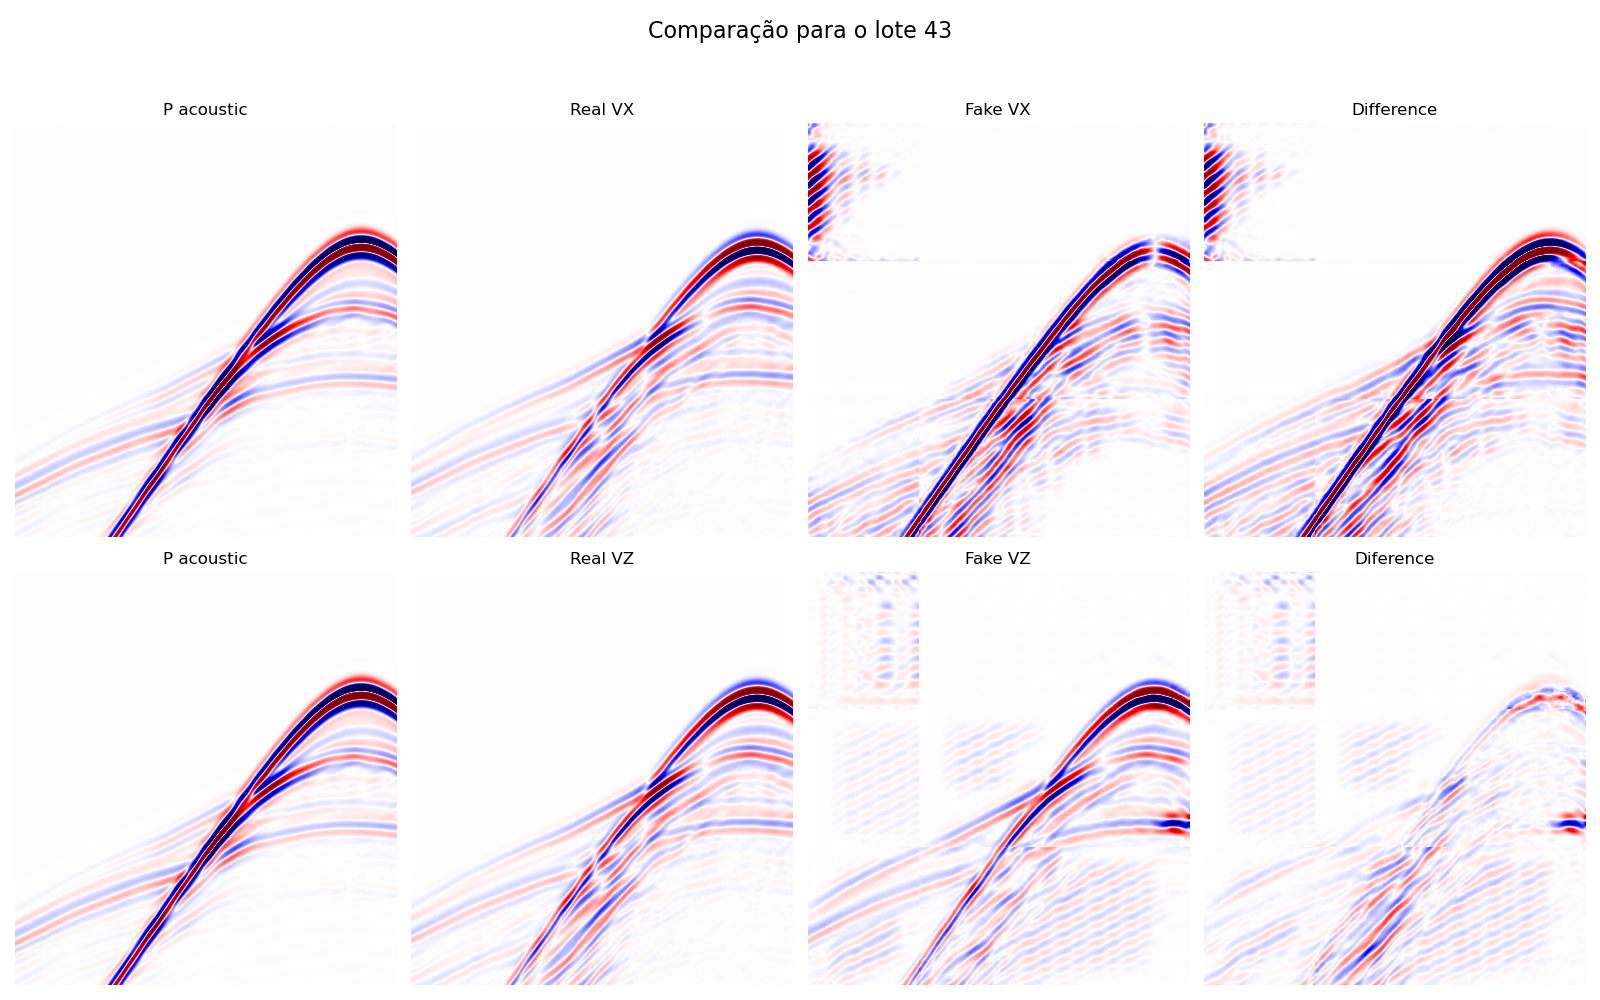 Comparação para o lote 43
P acoustic
Real VX
Fake VX
Difference
P acoustic
Real VZ
Fake VZ
Diference